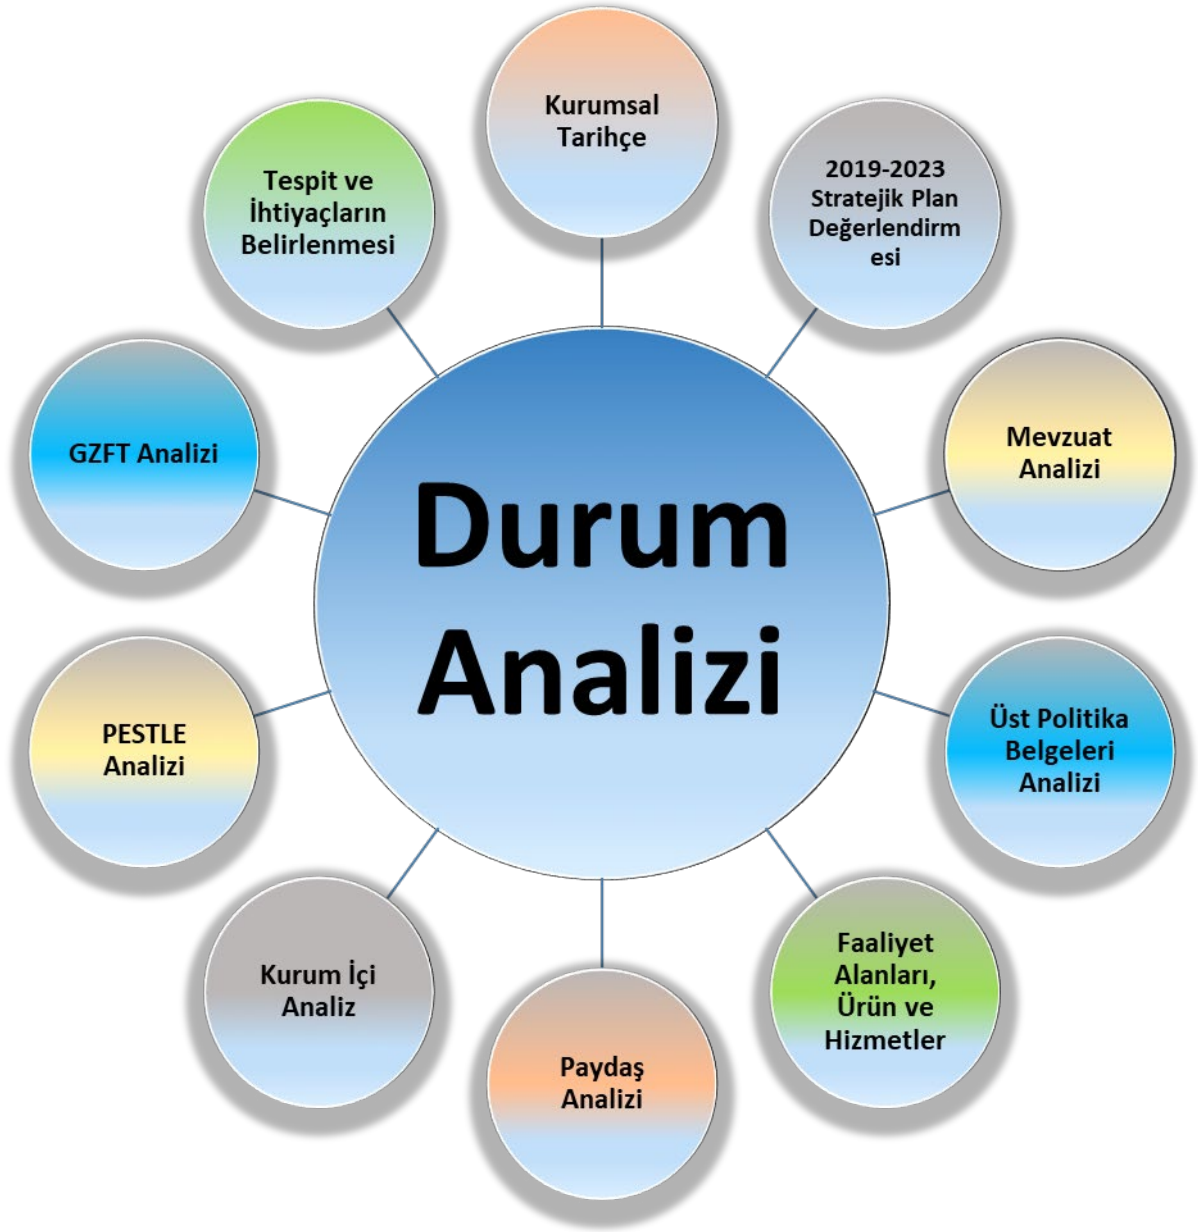 Kurumsal
Tarihçe
2019-2023
Stratejik Plan
Değerlendirm
esi
Mevzuat
Analizi
Üst Politika
Belgeleri
Analizi
Faaliyet
Alanları,
Ürün ve
Hizmetler
Paydaş
Analizi
Kurum İçi
Analiz
PESTLE
Analizi
GZFT Analizi
Tespit ve
İhtiyaçların
Belirlenmesi
Durum
Analizi